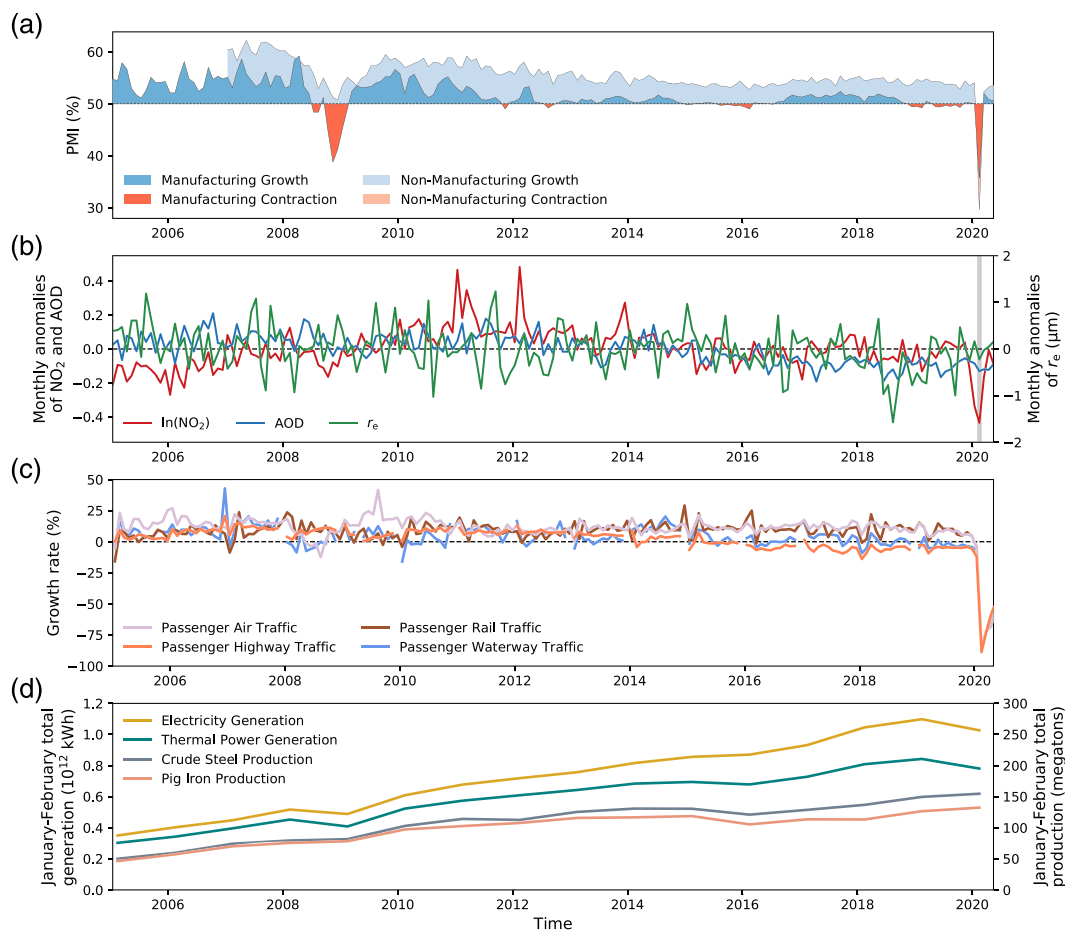 (a)
PMI (%)
60
50
40
30
Manufacturing Growth
Manufacturing Contraction
Non-Manufacturing Growth
Non-Manufacturing Contraction
2006 2008 2010 2012 2014 2016 2018 2020
(b)
Monthly anomalies
of NO₂ and AOD
0.4
0.2
0.0
−0.2
−0.4
ln(NO₂) AOD rₑ
2
1
0
−1
−2
Monthly anomalies
of rₑ (μm)
2006 2008 2010 2012 2014 2016 2018 2020
(c)
Growth rate (%)
50
25
0
−25
−50
−75
−100
Passenger Air Traffic
Passenger Highway Traffic
Passenger Rail Traffic
Passenger Waterway Traffic
2006 2008 2010 2012 2014 2016 2018 2020
(d)
January-February total
generation (10¹² kWh)
1.2
1.0
0.8
0.6
0.4
0.2
0.0
Electricity Generation
Thermal Power Generation
Crude Steel Production
Pig Iron Production
300
250
200
150
100
50
0
January-February total
production (megatons)
2006 2008 2010 2012 2014 2016 2018 2020
Time